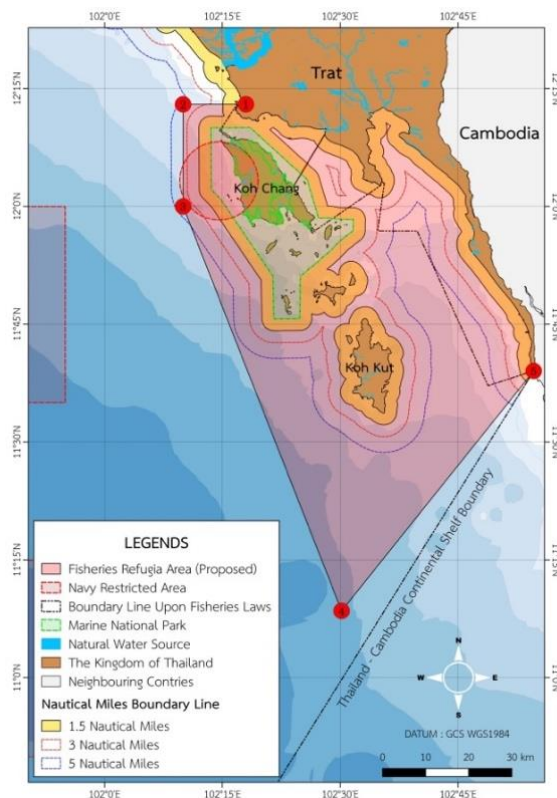 102°0'E 102°15'E 102°30'E 102°45'E
12°15'N
Trat
Cambodia
2
1
Koh Chang
12°0'N
3
11°45'N
Koh Kut
11°30'N
Thailand - Cambodia Continental Shelf Boundary
11°15'N
4
11°0'N
LEGENDS
Fisheries Refugia Area (Proposed)
Navy Restricted Area
Boundary Line Upon Fisheries Laws
Marine National Park
Natural Water Source
The Kingdom of Thailand
Neighbouring Contries
Nautical Miles Boundary Line
1.5 Nautical Miles
3 Nautical Miles
5 Nautical Miles
N
W E
S
DATUM : GCS WGS1984
0 10 20 30 km
102°0'E 102°15'E 102°30'E 102°45'E